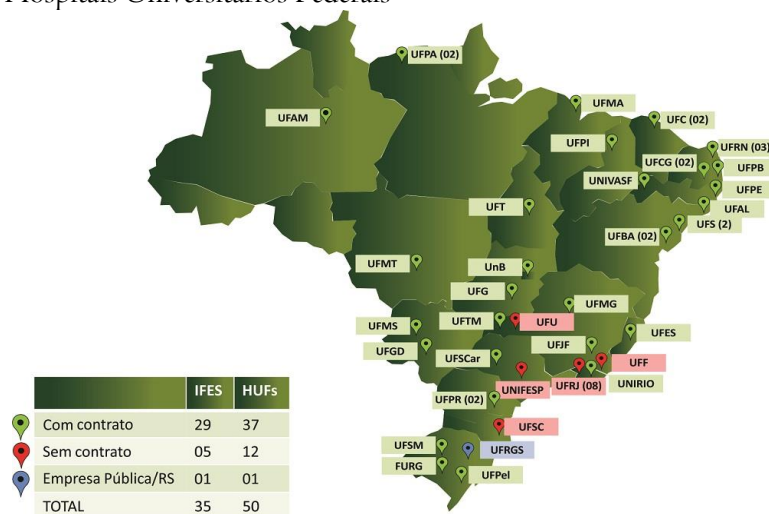 Hospitais Universitários Federais
UFPA (02)
UFMA
UFAM
UFC (02)
UFPI
UFRN (03)
UFCG (02)
UFPB
UNIVASF
UFPE
UFT
UFAL
UFS (2)
UFBA (02)
UFMT
UnB
UFG
UFMG
UFMS
UFTM
UFU
UFES
UFGD
UFSCar
UFJF
UFF
UNIFESP
UFRJ (08)
UNIRIO
UFPR (02)
UFSC
UFSM
UFRGS
FURG
UFPel
IFES HUFs
Com contrato 29 37
Sem contrato 05 12
Empresa Pública/RS 01 01
TOTAL 35 50